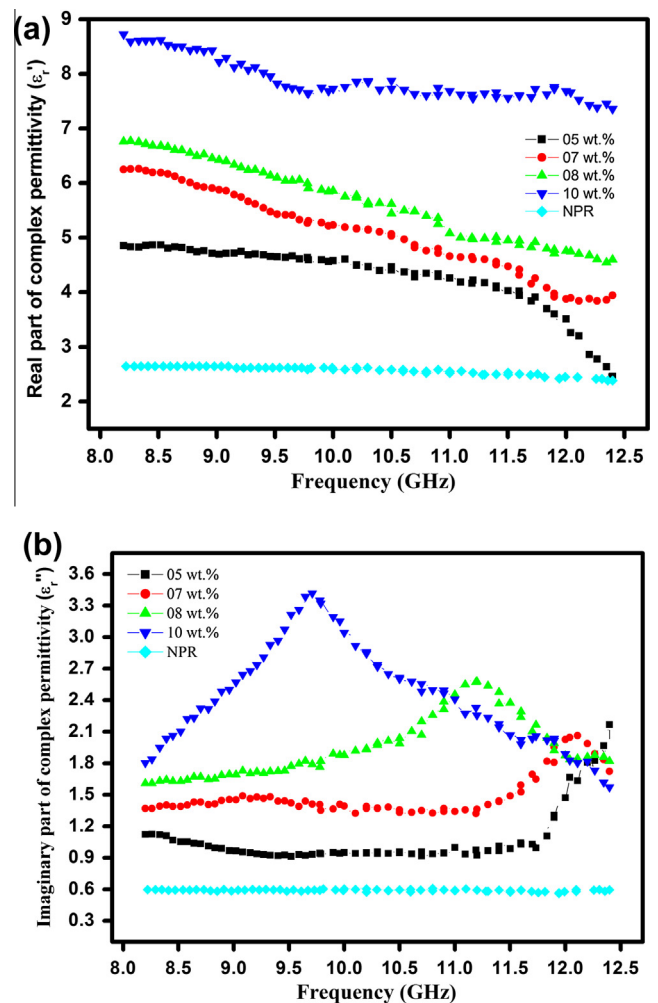 (a)
Real part of complex permittivity (εr')
9
8
7
6
5
4
3
2
05 wt.%
07 wt.%
08 wt.%
10 wt.%
NPR
8.0 8.5 9.0 9.5 10.0 10.5 11.0 11.5 12.0 12.5
Frequency (GHz)
(b)
Imaginary part of complex permittivity (εr'')
3.6
3.3
3.0
2.7
2.4
2.1
1.8
1.5
1.2
0.9
0.6
0.3
05 wt.%
07 wt.%
08 wt.%
10 wt.%
NPR
8.0 8.5 9.0 9.5 10.0 10.5 11.0 11.5 12.0 12.5
Frequency (GHz)